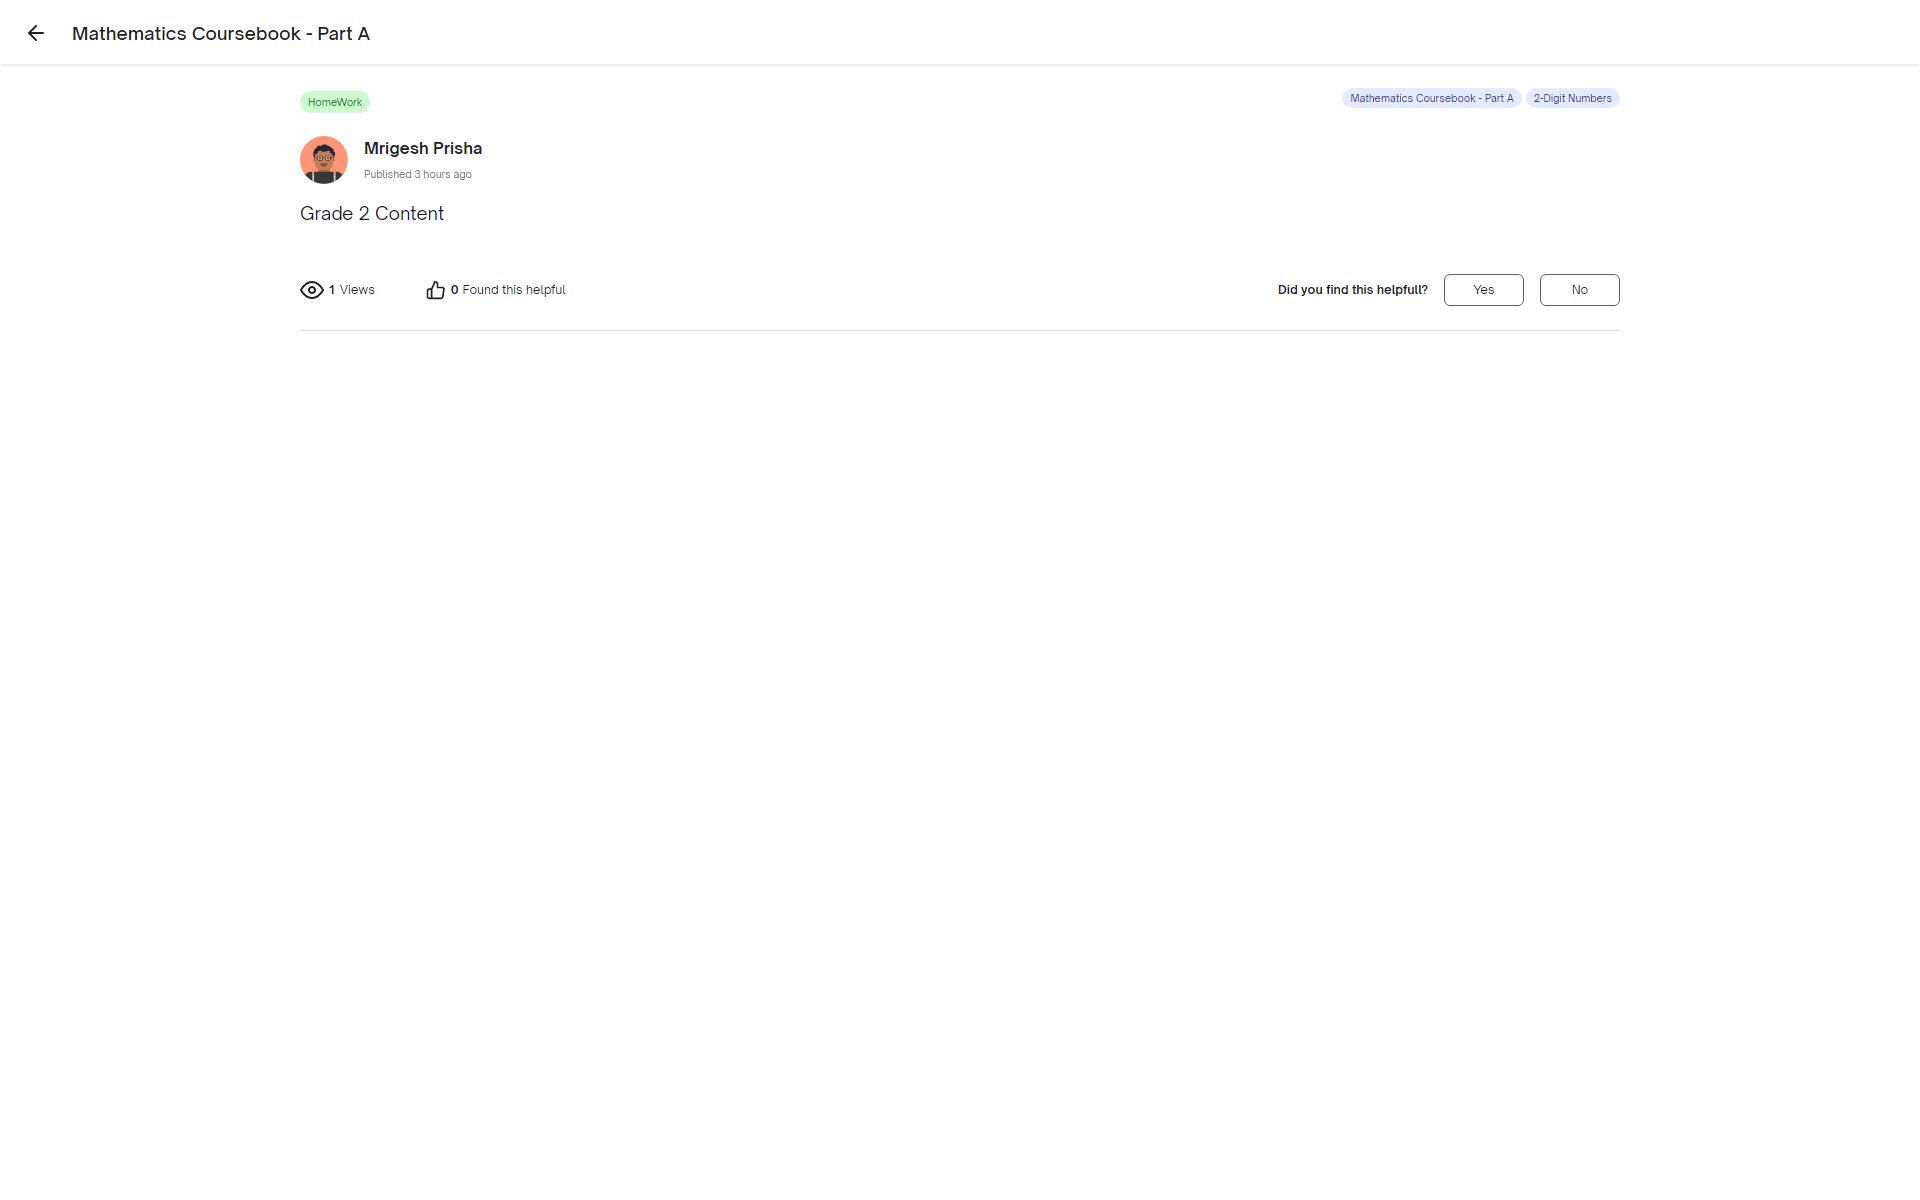 Mathematics Coursebook - Part A
HomeWork
Mathematics Coursebook - Part A
2-Digit Numbers
Mrigesh Prisha
Published 3 hours ago
Grade 2 Content
1 Views
0 Found this helpful
Did you find this helpfull?
Yes
No